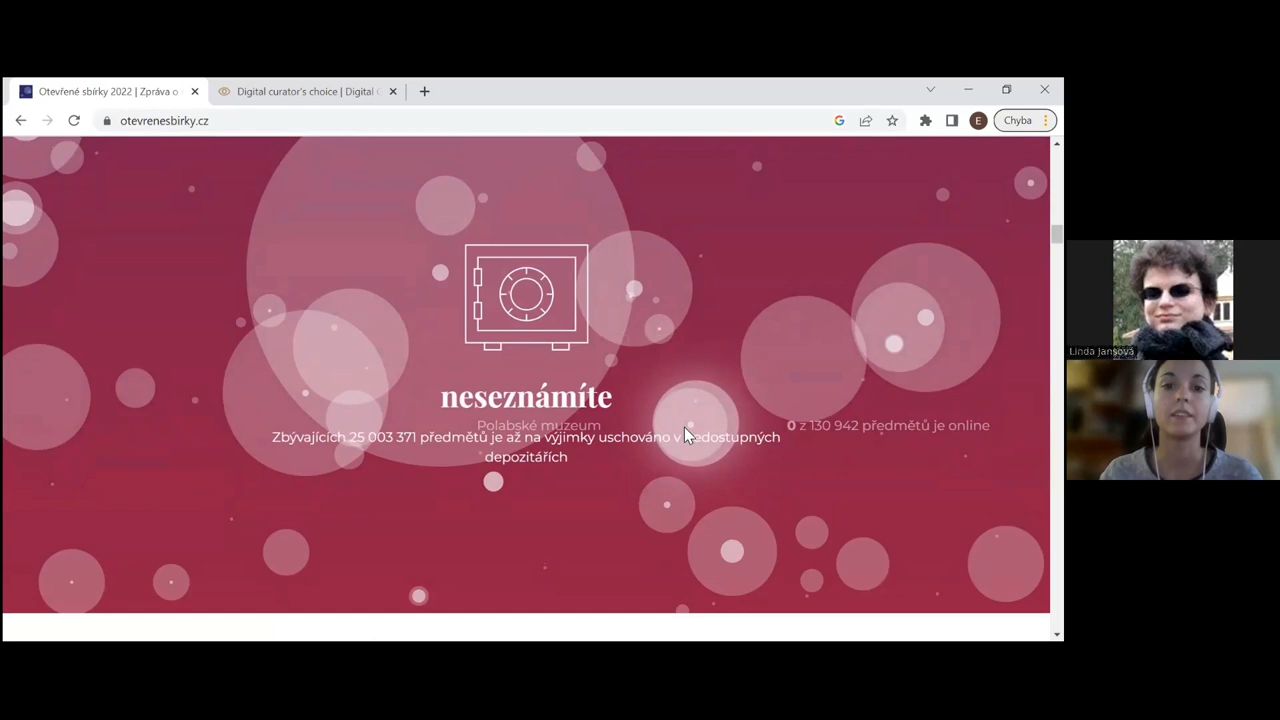 Otevřené sbírky 2022 | Zpráva o
Digital curator's choice | Digital C
otevrenesbirky.cz
E
Chyba
neseznámíte
Polabské muzeum
0 z 130 942 předmětů je online
Zbývajících 25 003 371 předmětů je až na výjimky uschováno v nedostupných
depozitářích
Linda Jansová